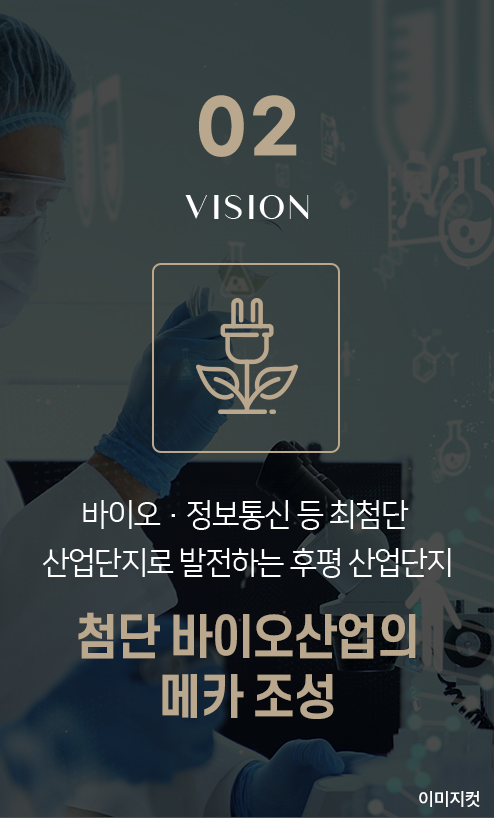 02
VISION
바이오 · 정보통신 등 최첨단
산업단지로 발전하는 후평 산업단지
첨단 바이오산업의
메카 조성
이미지컷